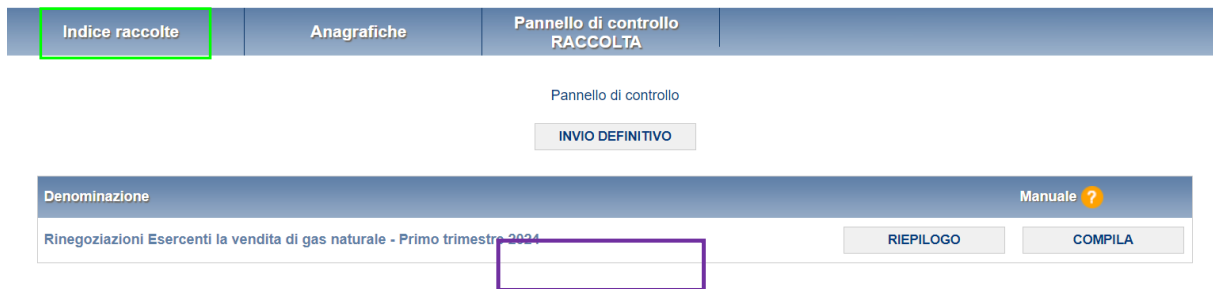 Indice raccolte
Anagrafiche
Pannello di controllo
RACCOLTA
Pannello di controllo
INVIO DEFINITIVO
Denominazione
Manuale ?
Rinegoziazioni Esercenti la vendita di gas naturale - Primo trimestre 2024
RIEPILOGO
COMPILA